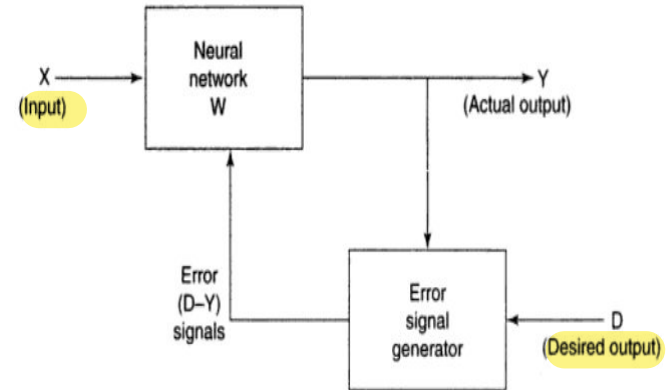 Neural
network
W
X
(Input)
Y
(Actual output)
Error
(D–Y)
signals
Error
signal
generator
D
(Desired output)